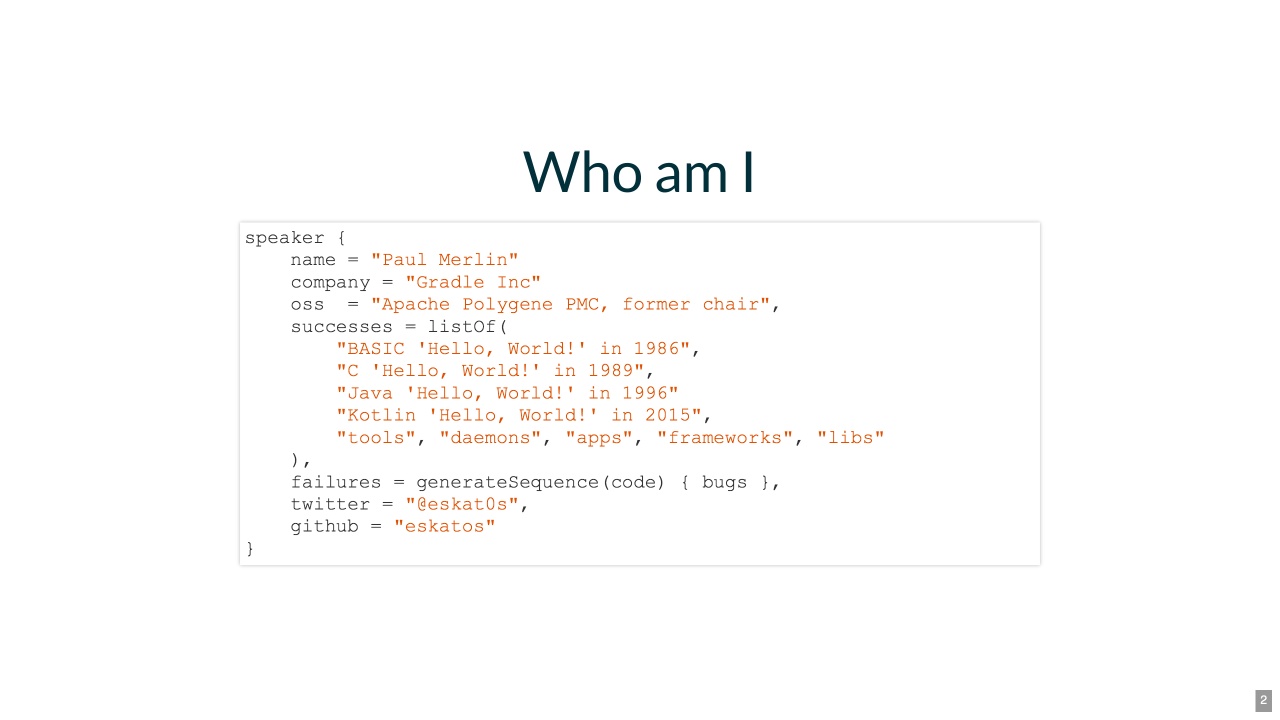 Who am I
speaker {
    name = "Paul Merlin"
    company = "Gradle Inc"
    oss  = "Apache Polygene PMC, former chair",
    successes = listOf(
        "BASIC 'Hello, World!' in 1986",
        "C 'Hello, World!' in 1989",
        "Java 'Hello, World!' in 1996"
        "Kotlin 'Hello, World!' in 2015",
        "tools", "daemons", "apps", "frameworks", "libs"
    ),
    failures = generateSequence(code) { bugs },
    twitter = "@eskat0s",
    github = "eskatos"
}
2